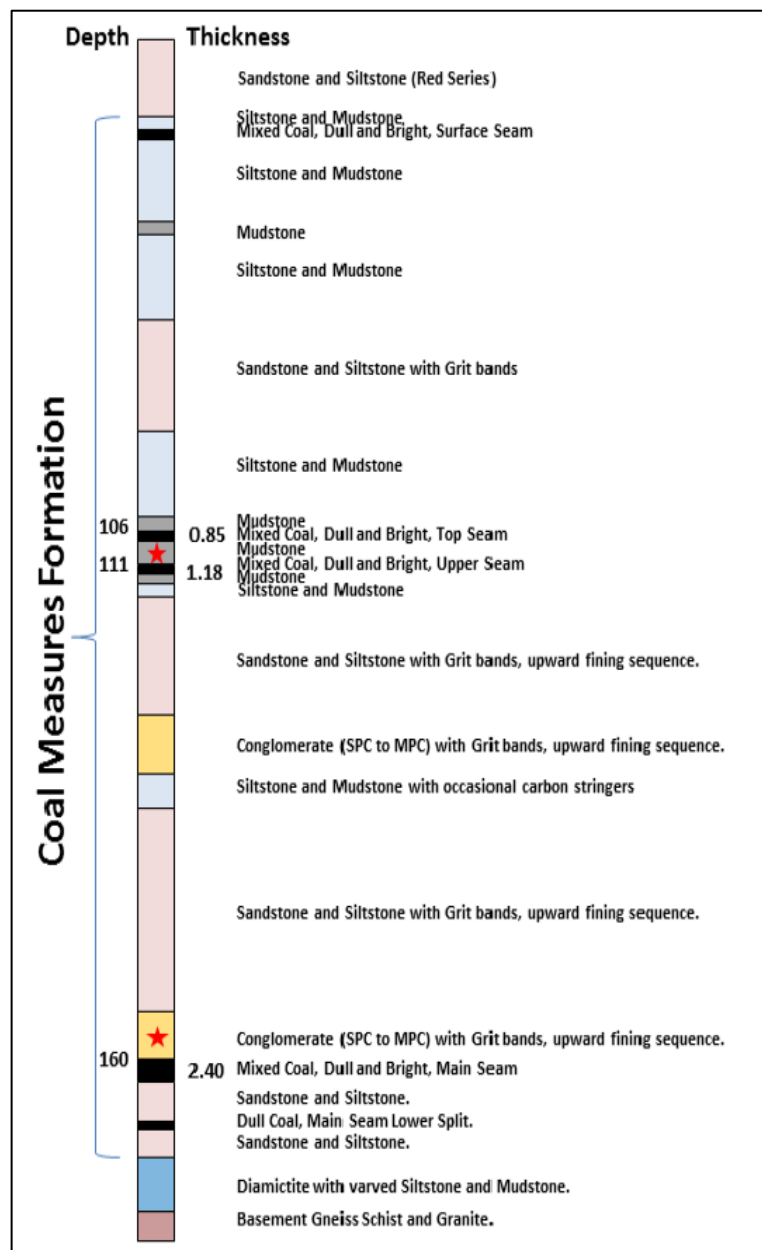 Depth Thickness
Sandstone and Siltstone (Red Series)
Siltstone and Mudstone
Mixed Coal, Dull and Bright, Surface Seam
Siltstone and Mudstone
Mudstone
Siltstone and Mudstone
Sandstone and Siltstone with Grit bands
Siltstone and Mudstone
Coal Measures Formation
Mudstone
106 0.85 Mixed Coal, Dull and Bright, Top Seam
Mudstone
111 1.18 Mixed Coal, Dull and Bright, Upper Seam
Mudstone
Siltstone and Mudstone
Sandstone and Siltstone with Grit bands, upward fining sequence.
Conglomerate (SPC to MPC) with Grit bands, upward fining sequence.
Siltstone and Mudstone with occasional carbon stringers
Sandstone and Siltstone with Grit bands, upward fining sequence.
Conglomerate (SPC to MPC) with Grit bands, upward fining sequence.
160 2.40 Mixed Coal, Dull and Bright, Main Seam
Sandstone and Siltstone.
Dull Coal, Main Seam Lower Split.
Sandstone and Siltstone.
Diamictite with varved Siltstone and Mudstone.
Basement Gneiss Schist and Granite.